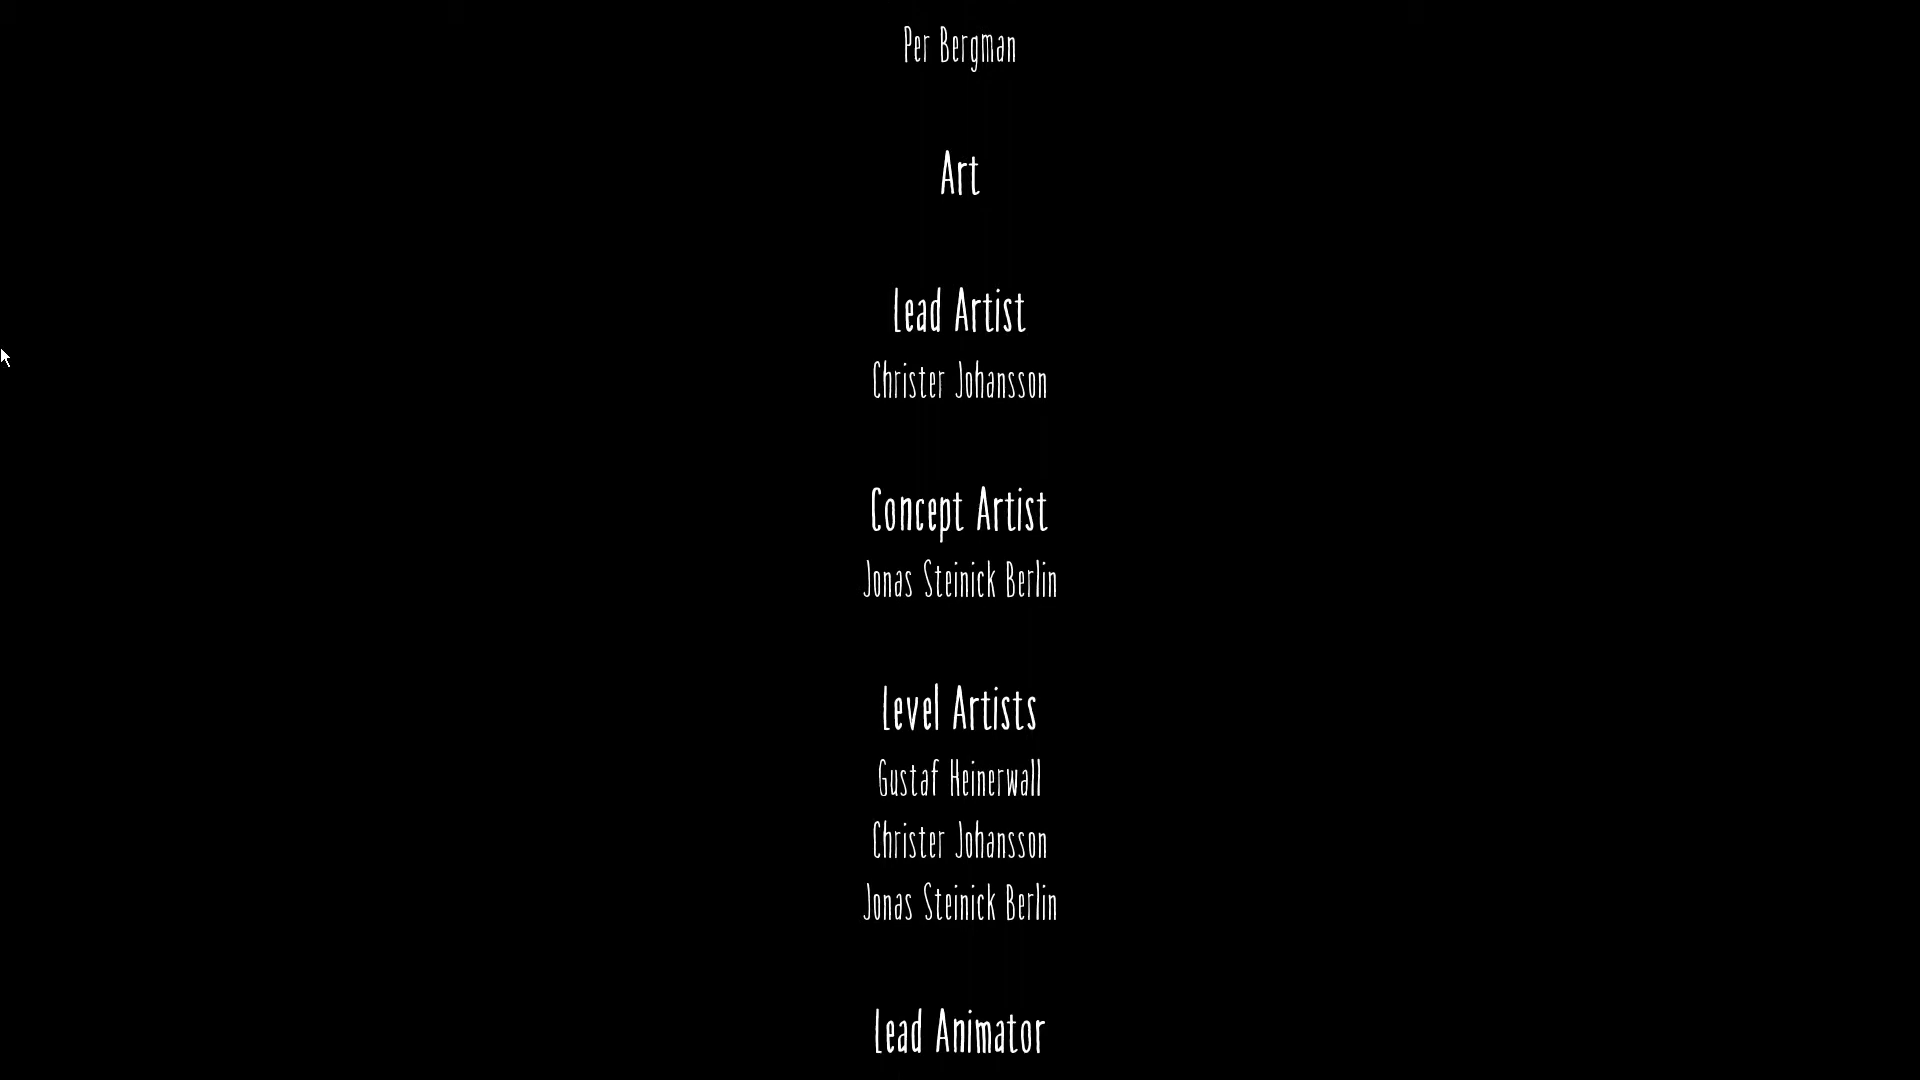 Per Bergman
Art
Lead Artist
Christer Johansson
Concept Artist
Jonas Steinick Berlin
Level Artists
Gustaf Heinerwall
Christer Johansson
Jonas Steinick Berlin
Lead Animator